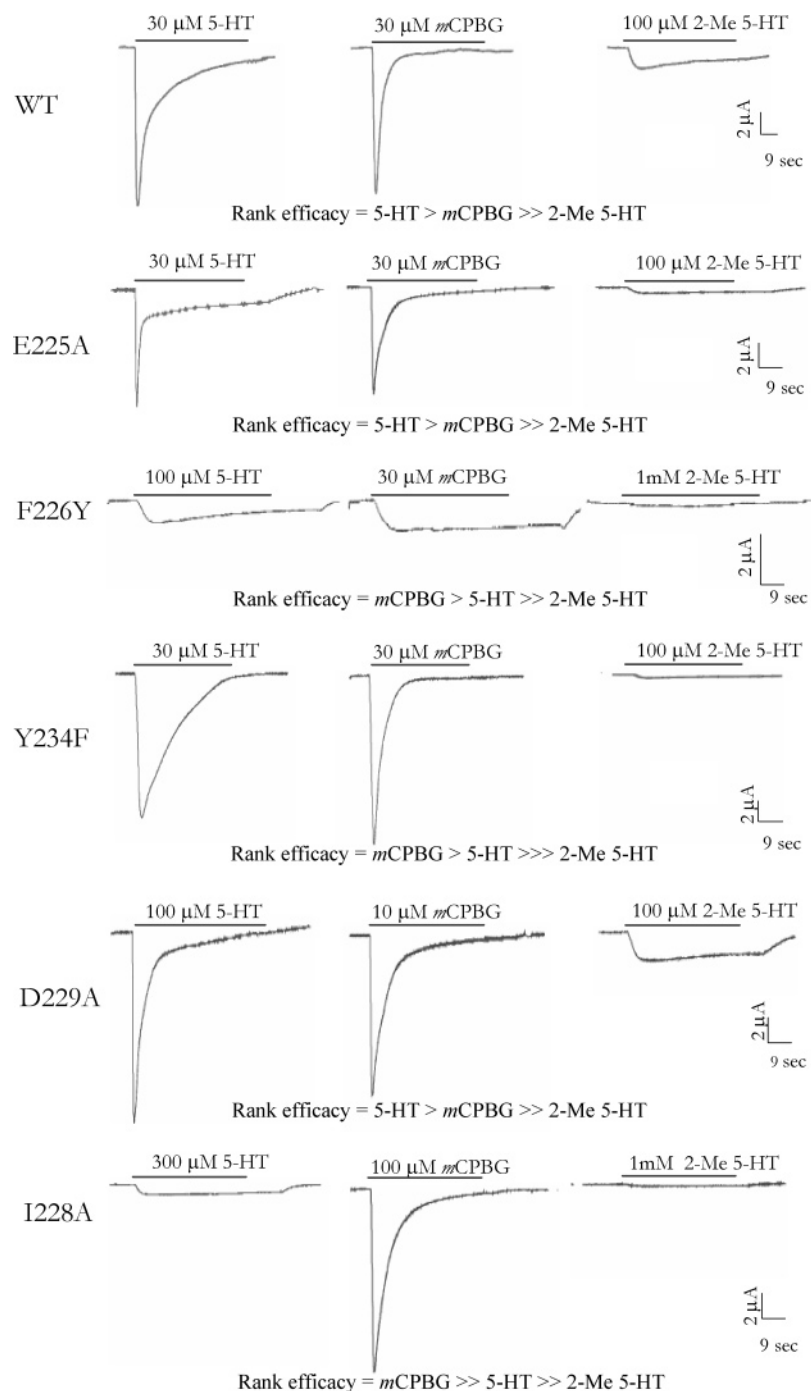 30 µM 5-HT
30 µM mCPBG
100 µM 2-Me 5-HT
WT
2 µA
9 sec
Rank efficacy = 5-HT > mCPBG >> 2-Me 5-HT
30 µM 5-HT
30 µM mCPBG
100 µM 2-Me 5-HT
E225A
2 µA
9 sec
Rank efficacy = 5-HT > mCPBG >> 2-Me 5-HT
100 µM 5-HT
30 µM mCPBG
1mM 2-Me 5-HT
F226Y
2 µA
9 sec
Rank efficacy = mCPBG > 5-HT >> 2-Me 5-HT
30 µM 5-HT
30 µM mCPBG
100 µM 2-Me 5-HT
Y234F
2 µA
9 sec
Rank efficacy = mCPBG > 5-HT >>> 2-Me 5-HT
100 µM 5-HT
10 µM mCPBG
100 µM 2-Me 5-HT
D229A
2 µA
9 sec
Rank efficacy = 5-HT > mCPBG >> 2-Me 5-HT
300 µM 5-HT
100 µM mCPBG
1mM 2-Me 5-HT
I228A
2 µA
9 sec
Rank efficacy = mCPBG >> 5-HT >> 2-Me 5-HT